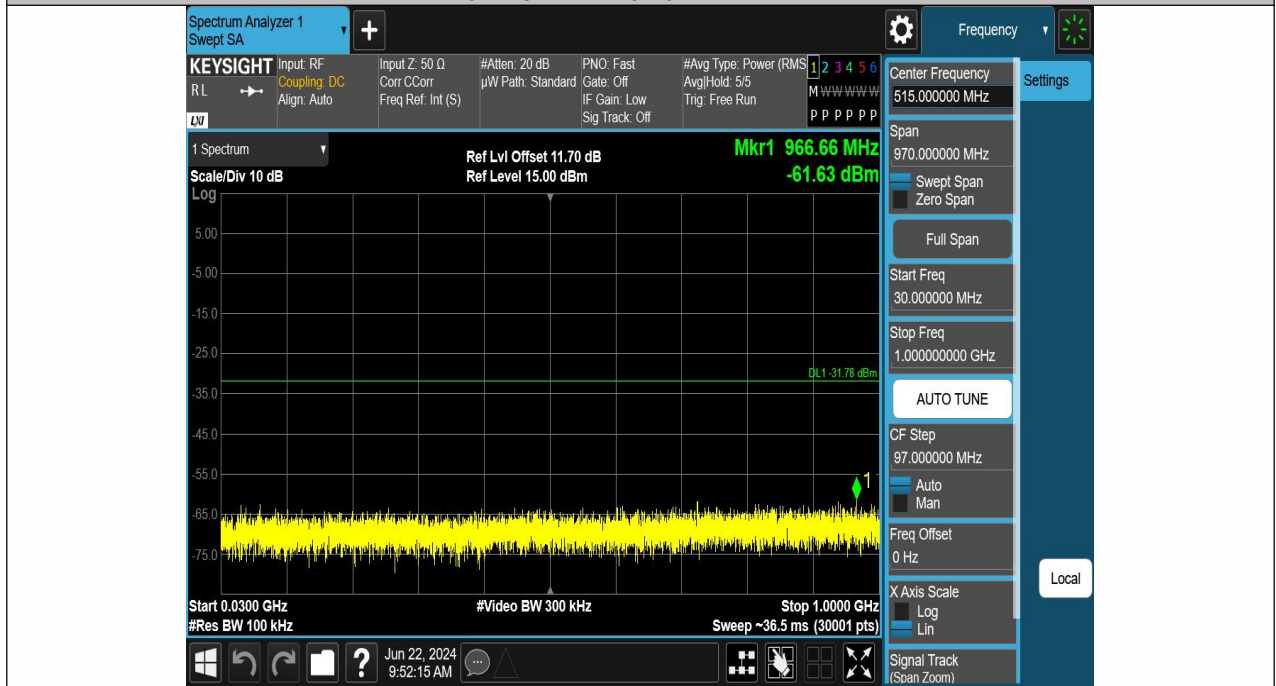 Spectrum Analyzer 1
Swept SA
+
Frequency
KEYSIGHT
RL
LXI
Input: RF
Coupling: DC
Align: Auto
Input Z: 50 Ω
Corr CCorr
Freq Ref: Int (S)
#Atten: 20 dB
µW Path: Standard
PNO: Fast
Gate: Off
IF Gain: Low
Sig Track: Off
#Avg Type: Power (RMS
Avg|Hold: 5/5
Trig: Free Run
1 2 3 4 5 6
M W W W W W
P P P P P P
1 Spectrum
Scale/Div 10 dB
Log
Ref Lvl Offset 11.70 dB
Ref Level 15.00 dBm
Mkr1 966.66 MHz
-61.63 dBm
5.00
-5.00
-15.0
-25.0
DL1 -31.78 dBm
-35.0
-45.0
-55.0
1
-65.0
-75.0
Start 0.0300 GHz
#Res BW 100 kHz
#Video BW 300 kHz
Stop 1.0000 GHz
Sweep ~36.5 ms (30001 pts)
Center Frequency
515.000000 MHz
Settings
Span
970.000000 MHz
Swept Span
Zero Span
Full Span
Start Freq
30.000000 MHz
Stop Freq
1.000000000 GHz
AUTO TUNE
CF Step
97.000000 MHz
Auto
Man
Freq Offset
0 Hz
X Axis Scale
Log
Lin
Local
Signal Track
(Span Zoom)
?
Jun 22, 2024
9:52:15 AM